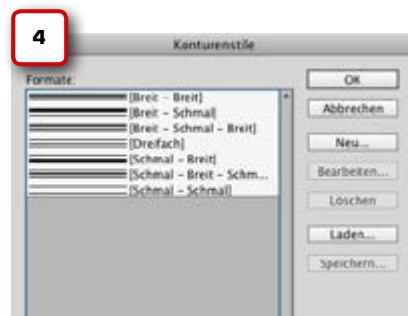 4
Konturenstile
Formate:
[Breit – Breit]
[Breit – Schmal]
[Breit – Schmal – Breit]
[Dreifach]
[Schmal – Breit]
[Schmal – Breit – Schm...
[Schmal – Schmal]
OK
Abbrechen
Neu...
Bearbeiten...
Löschen
Laden...
Speichern...